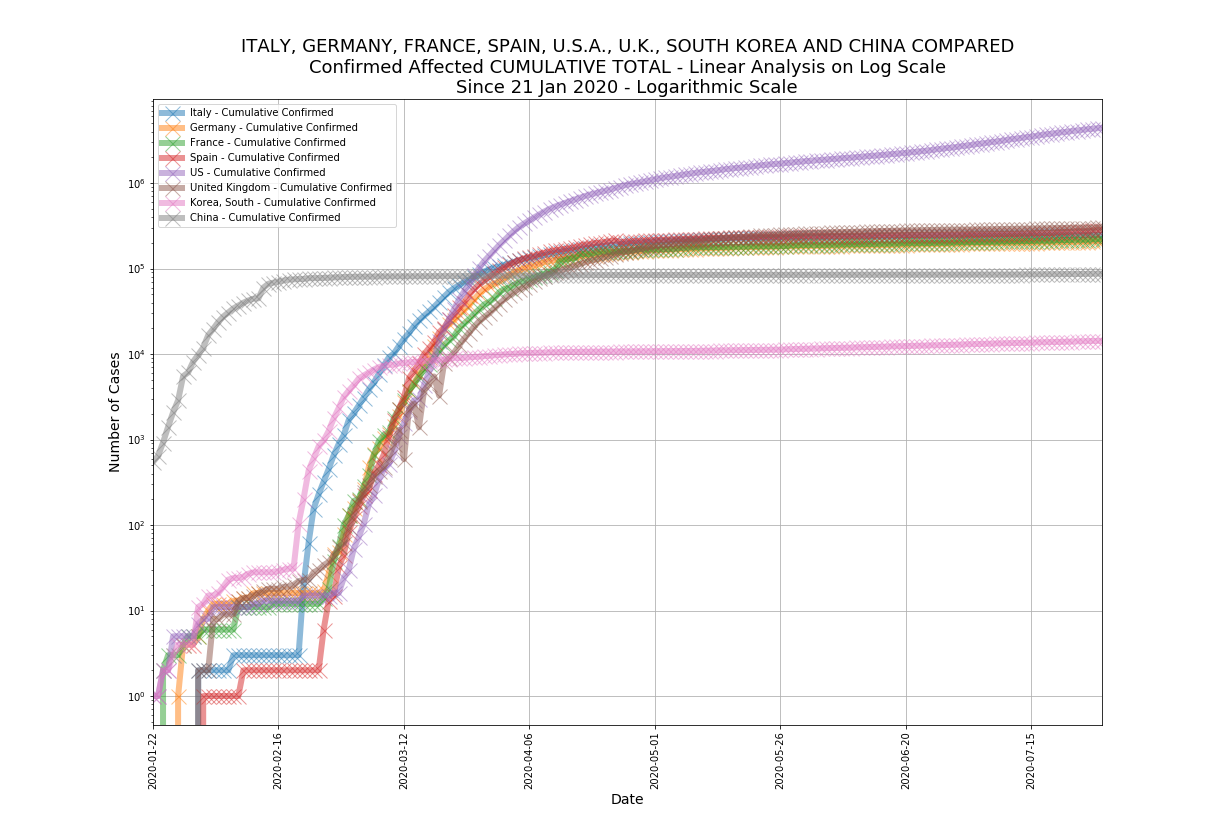 ITALY, GERMANY, FRANCE, SPAIN, U.S.A., U.K., SOUTH KOREA AND CHINA COMPARED
Confirmed Affected CUMULATIVE TOTAL - Linear Analysis on Log Scale
Since 21 Jan 2020 - Logarithmic Scale
Italy - Cumulative Confirmed
Germany - Cumulative Confirmed
France - Cumulative Confirmed
Spain - Cumulative Confirmed
US - Cumulative Confirmed
United Kingdom - Cumulative Confirmed
Korea, South - Cumulative Confirmed
China - Cumulative Confirmed
Number of Cases
10⁶
10⁵
10⁴
10³
10²
10¹
10⁰
2020-01-22
2020-02-16
2020-03-12
2020-04-06
2020-05-01
2020-05-26
2020-06-20
2020-07-15
Date